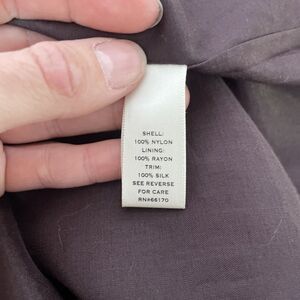 SHELL:
100% NYLON
LINING:
100% RAYON
TRIM:
100% SILK
SEE REVERSE
FOR CARE
RN#66170